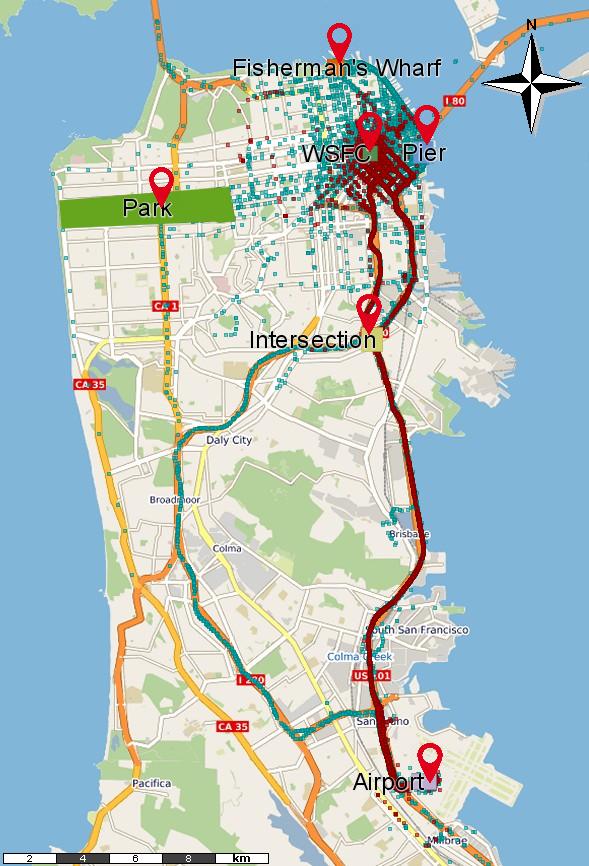 N
Fisherman's Wharf
I 80
WSFC
Pier
Park
CA 1
Intersection
CA 35
Daly City
Broadmoor
Brisbane
Colma
South San Francisco
Colma Creek
US 101
I 280
San Bruno
CA 35
Airport
Pacifica
Millbrae
2 4 6 8 km